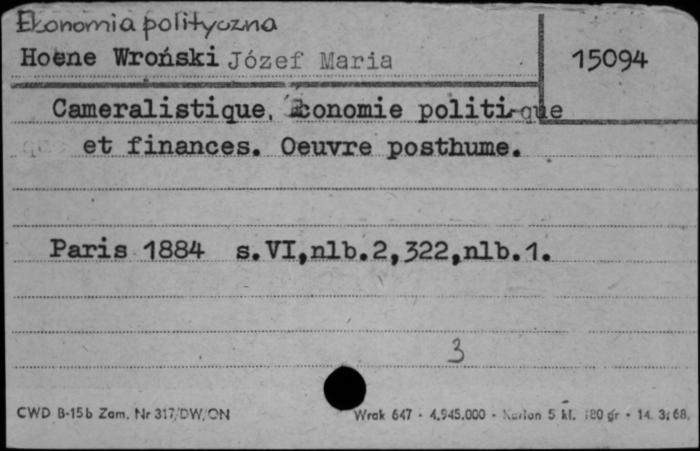 Ekonomia polityczna
Hoene Wroński Józef Maria
15094
Cameralistique, économie politique
et finances. Oeuvre posthume.
Paris 1884 s.VI,nlb.2,322,nlb.1.
3
CWD B-15b Zam. Nr 317/DW/ON
Wrak 647 - 4.945.000 - Karton 5 kl. 180 gr - 14. 3. 68.